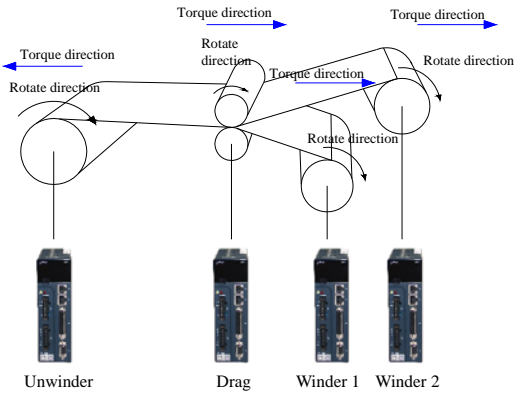 Torque direction
Torque direction
Torque direction
Rotate
direction
Rotate direction
Torque direction
Rotate direction
Rotate direction
Unwinder
Drag
Winder 1
Winder 2